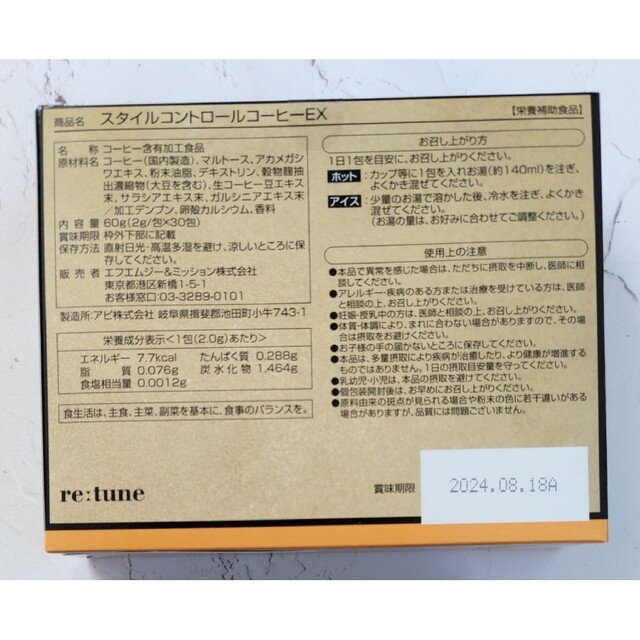 商品名 スタイルコントロールコーヒーEX 【栄養補助食品】
名 称 コーヒー含有加工食品
原材料名 コーヒー(国内製造)、マルトース、アカメガシ
ワエキス、粉末油脂、デキストリン、穀物麹抽
出濃縮物(大豆を含む)、生コーヒー豆エキス
末、サラシアエキス末、ガルシニアエキス末
/加工デンプン、卵殻カルシウム、香料
内 容 量 60g(2g/包×30包)
賞味期限 枠外下部に記載
保存方法 直射日光・高温多湿を避け、涼しいところに保
存してください。
販 売 者 エフエムジー&ミッション株式会社
東京都港区新橋1-5-1
お客様窓口:03-3289-0101
製造所:アピ株式会社 岐阜県揖斐郡池田町小牛743-1
栄養成分表示<1包(2.0g)あたり>
エネルギー 7.7kcal たんぱく質 0.288g
脂 質 0.076g 炭水化物 1.464g
食塩相当量 0.0012g
食生活は、主食、主菜、副菜を基本に、食事のバランスを。
re:tune
お召し上がり方
1日1包を目安に、お召し上がりください。
ホット :カップ等に1包を入れお湯(約140ml)を注ぎ、
よくかき混ぜてください。
アイス :少量のお湯で溶かした後、冷水を注ぎ、よくかき
混ぜてください。
(お湯の量は、お好みに合わせてご調整ください。)
使用上の注意
●本品で異常を感じた場合は、ただちに摂取を中断し、医師に相
談してください。
●アレルギー・疾病のある方または治療を受けている方は、医師
と相談の上、お召し上がりください。
●妊娠・授乳中の方は、医師と相談の上、お召し上がりください。
●体質・体調により、まれに合わない場合がありますので、その場
合は摂取をお避けください。
●お子様の手の届かないところに保存してください。
●本品は、多量摂取により疾病が治癒したり、より健康が増進する
ものではありません。1日の摂取目安量を守ってください。
●乳幼児・小児は、本品の摂取を避けてください。
●個包装開封後は、お早めにお召し上がりください。
●原料由来の斑点が見られる場合や粉末の色に若干違いがある
場合がありますが、品質には問題ございません。
賞味期限 2024.08.18A